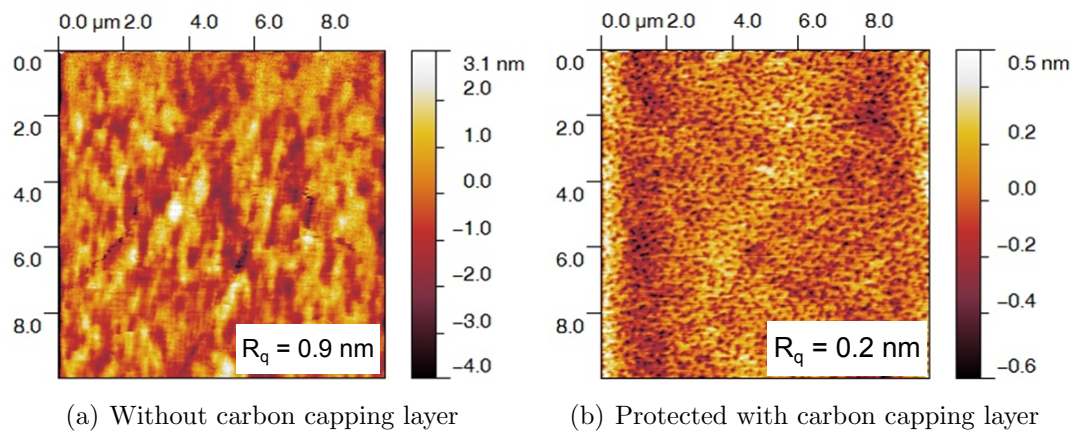 0.0 µm 2.0 4.0 6.0 8.0
0.0
2.0
4.0
6.0
8.0
3.1 nm
2.0
1.0
0.0
−1.0
−2.0
−3.0
−4.0
Rq = 0.9 nm
(a) Without carbon capping layer
0.0 µm 2.0 4.0 6.0 8.0
0.0
2.0
4.0
6.0
8.0
0.5 nm
0.2
0.0
−0.2
−0.4
−0.6
Rq = 0.2 nm
(b) Protected with carbon capping layer